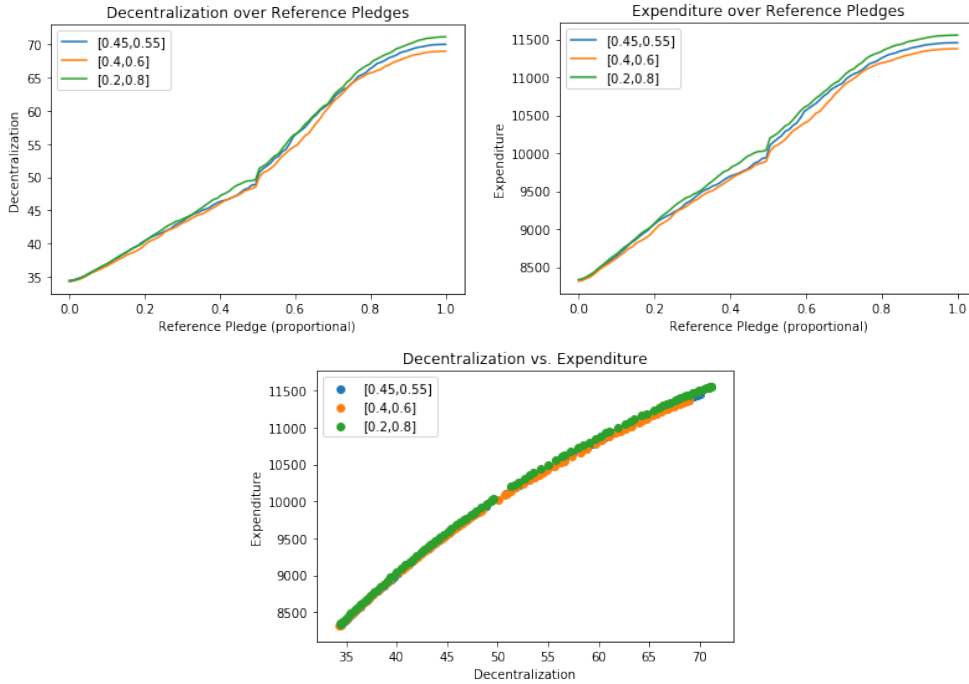 Decentralization over Reference Pledges
[0.45,0.55]
[0.4,0.6]
[0.2,0.8]
70
65
60
55
50
45
40
35
Decentralization
0.0 0.2 0.4 0.6 0.8 1.0
Reference Pledge (proportional)
Expenditure over Reference Pledges
[0.45,0.55]
[0.4,0.6]
[0.2,0.8]
11500
11000
10500
10000
9500
9000
8500
Expenditure
0.0 0.2 0.4 0.6 0.8 1.0
Reference Pledge (proportional)
Decentralization vs. Expenditure
[0.45,0.55]
[0.4,0.6]
[0.2,0.8]
11500
11000
10500
10000
9500
9000
8500
Expenditure
35 40 45 50 55 60 65 70
Decentralization